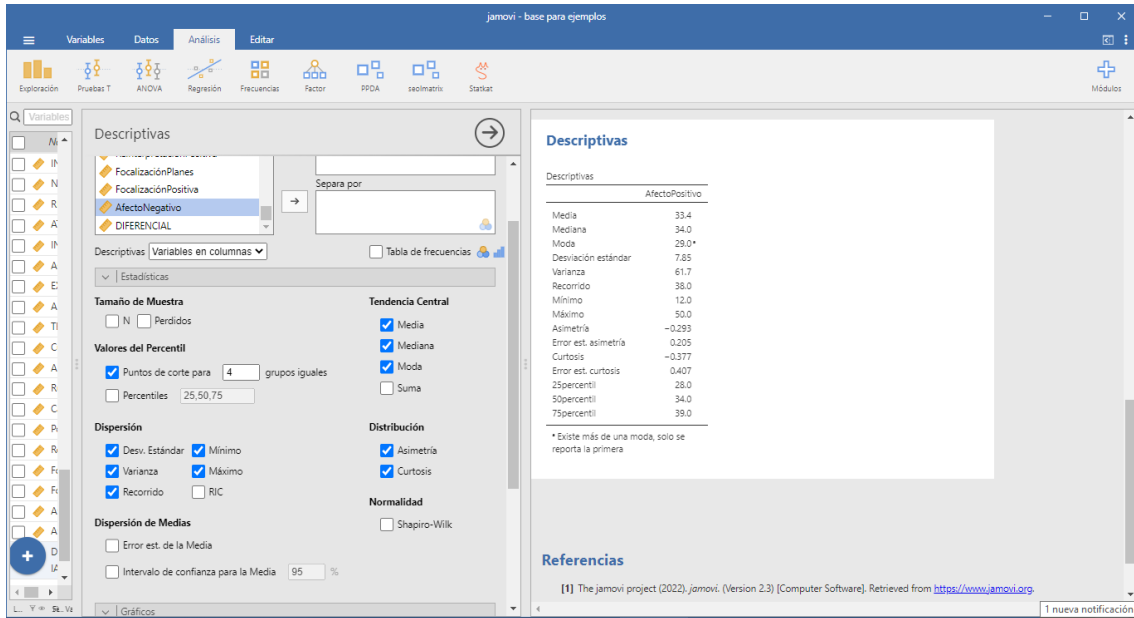 jamovi - base para ejemplos
Variables Datos Análisis Editar
Exploración Pruebas T ANOVA Regresión Frecuencias Factor PPDA seolmatrix Statkat Módulos
Variables
IN
N
R
A
IN
A
E
A
TI
C
A
R
C
P
R
F
F
A
A
D
IA
L...
Descriptivas
FocalizaciónPlanes
FocalizaciónPositiva
AfectoNegativo
DIFERENCIAL
Separa por
Descriptivas Variables en columnas Tabla de frecuencias
Estadísticas
Tamaño de Muestra
N Perdidos
Valores del Percentil
Puntos de corte para 4 grupos iguales
Percentiles 25,50,75
Tendencia Central
Media
Mediana
Moda
Suma
Dispersión
Desv. Estándar Mínimo
Varianza Máximo
Recorrido RIC
Distribución
Asimetría
Curtosis
Dispersión de Medias
Error est. de la Media
Intervalo de confianza para la Media 95 %
Normalidad
Shapiro-Wilk
Gráficos
Descriptivas
Descriptivas
AfectoPositivo
Media 33.4
Mediana 34.0
Moda 29.0ᵃ
Desviación estándar 7.85
Varianza 61.7
Recorrido 38.0
Mínimo 12.0
Máximo 50.0
Asimetría −0.293
Error est. asimetría 0.205
Curtosis −0.377
Error est. curtosis 0.407
25percentil 28.0
50percentil 34.0
75percentil 39.0
ᵃ Existe más de una moda, solo se
reporta la primera
Referencias
[1] The jamovi project (2022). jamovi. (Version 2.3) [Computer Software]. Retrieved from https://www.jamovi.org.
1 nueva notificación